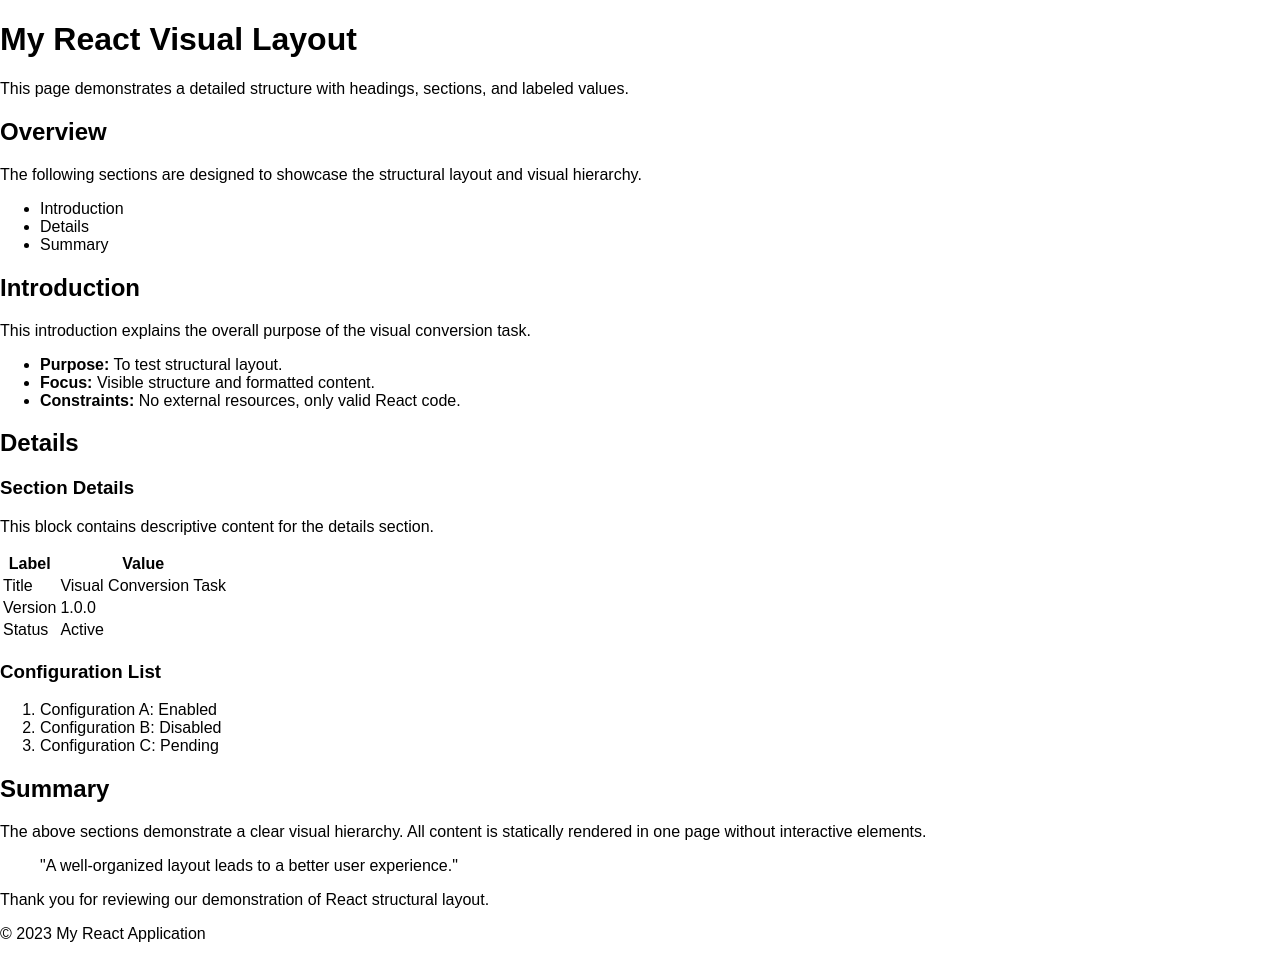 My React Visual Layout
This page demonstrates a detailed structure with headings, sections, and labeled values.
Overview
The following sections are designed to showcase the structural layout and visual hierarchy.
• Introduction
• Details
• Summary
Introduction
This introduction explains the overall purpose of the visual conversion task.
• Purpose: To test structural layout.
• Focus: Visible structure and formatted content.
• Constraints: No external resources, only valid React code.
Details
Section Details
This block contains descriptive content for the details section.
Label Value
Title Visual Conversion Task
Version 1.0.0
Status Active
Configuration List
1. Configuration A: Enabled
2. Configuration B: Disabled
3. Configuration C: Pending
Summary
The above sections demonstrate a clear visual hierarchy. All content is statically rendered in one page without interactive elements.
"A well-organized layout leads to a better user experience."
Thank you for reviewing our demonstration of React structural layout.
© 2023 My React Application